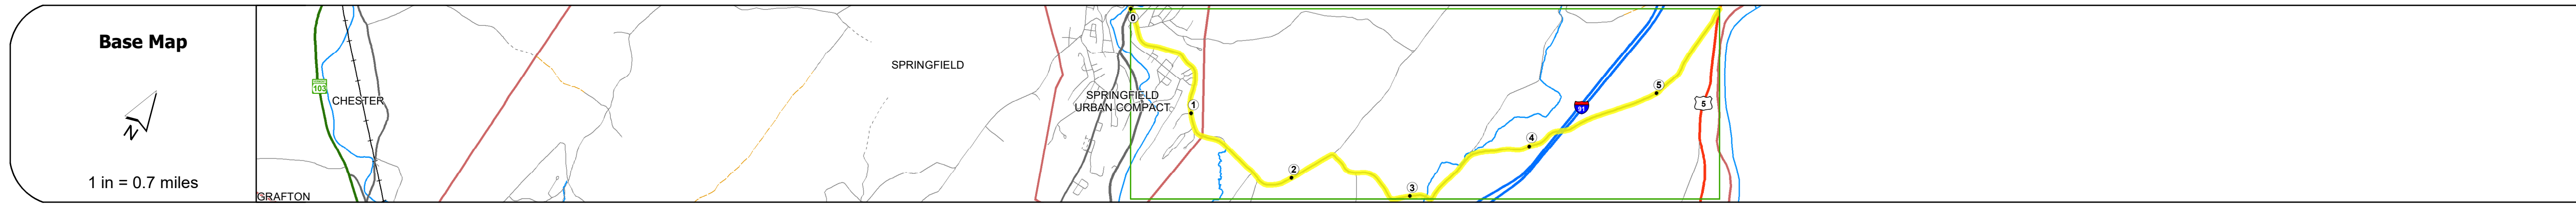 Base Map
N
1 in = 0.7 miles
103
CHESTER
GRAFTON
SPRINGFIELD
SPRINGFIELD
URBAN COMPACT
0
1
2
3
4
5
91
5